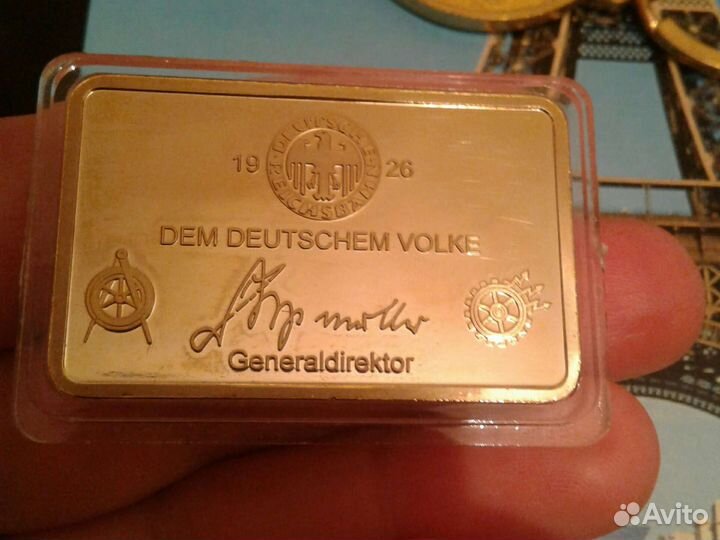 DEUTSCHE
REICHSBAHN
19 26
DEM DEUTSCHEM VOLKE
Generaldirektor
Avito